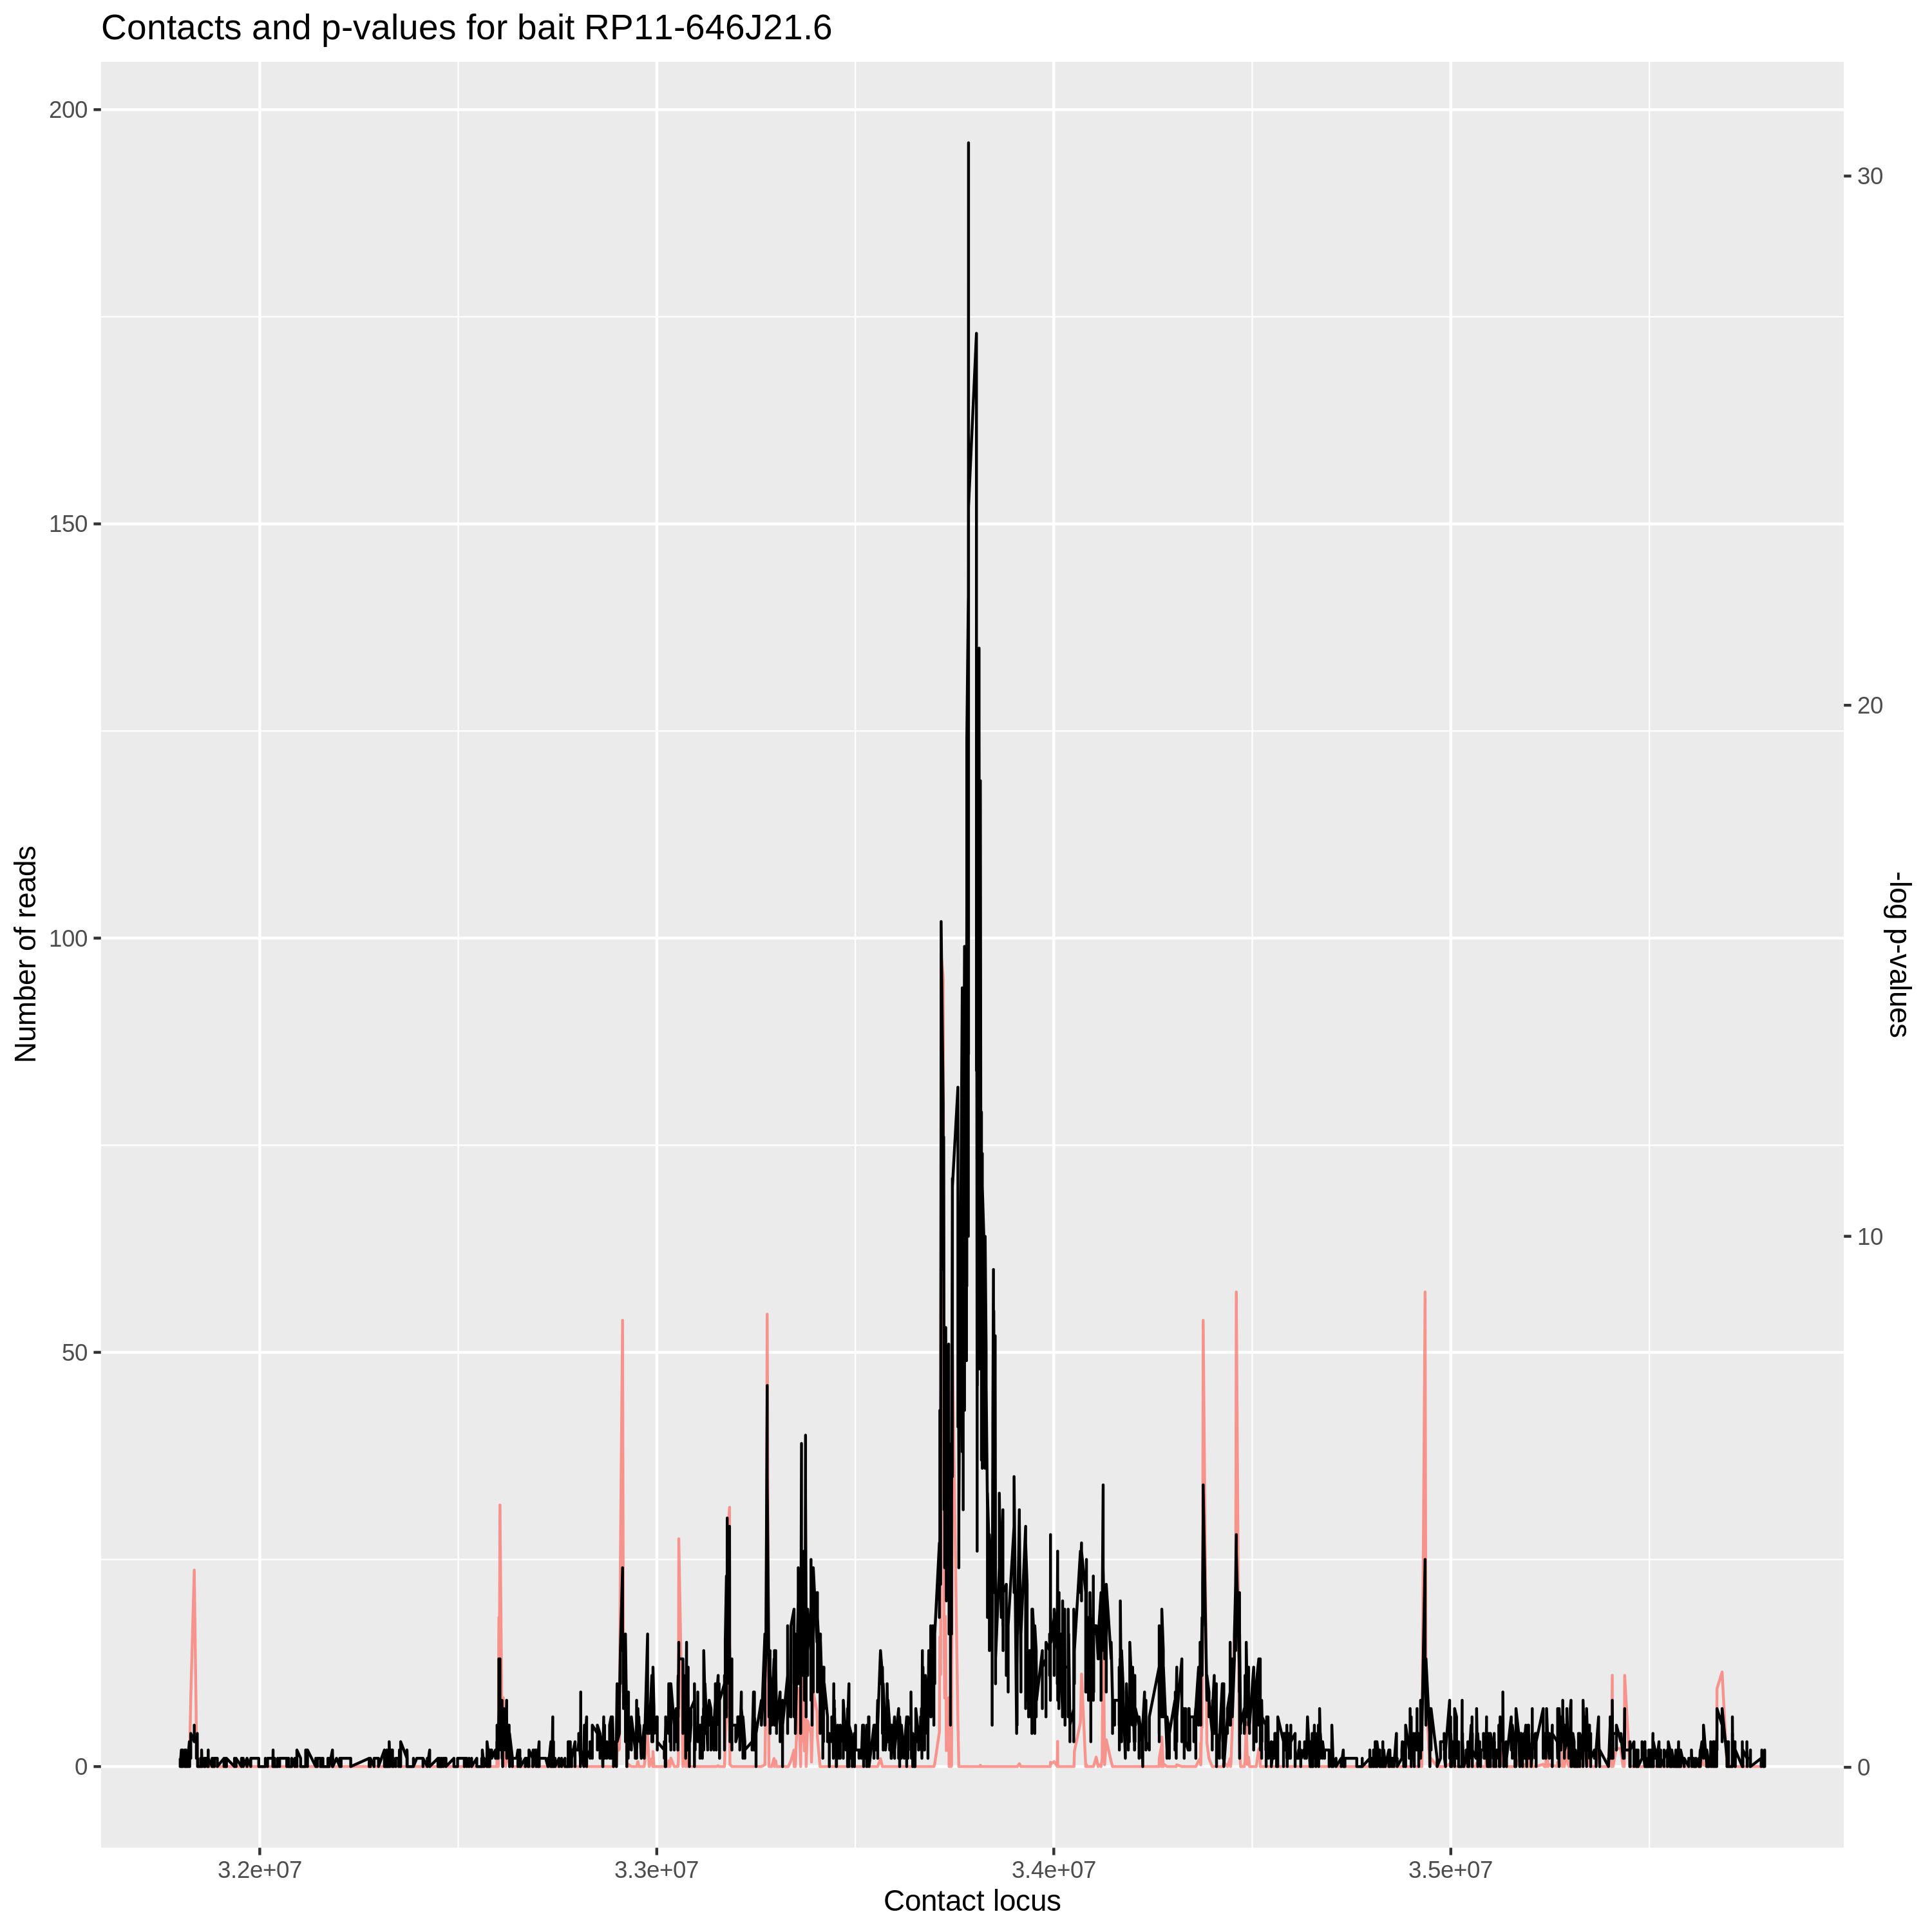 Contacts and p-values for bait RP11-646J21.6
200
150
100
50
0
Number of reads
30
20
10
0
-log p-values
3.2e+07
3.3e+07
3.4e+07
3.5e+07
Contact locus